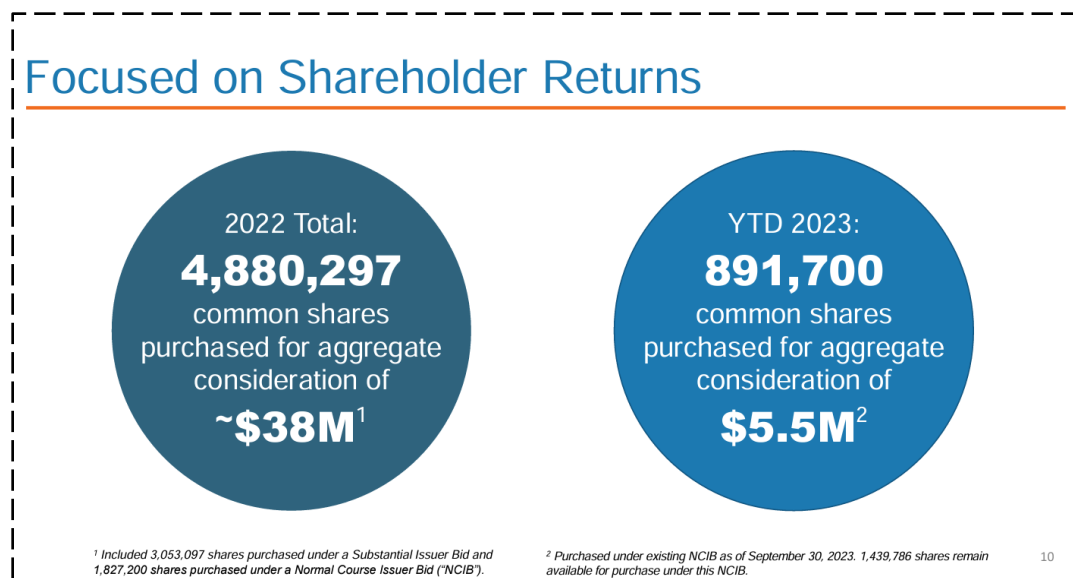 Focused on Shareholder Returns
2022 Total:
4,880,297
common shares
purchased for aggregate
consideration of
~$38M¹
YTD 2023:
891,700
common shares
purchased for aggregate
consideration of
$5.5M²
¹ Included 3,053,097 shares purchased under a Substantial Issuer Bid and
1,827,200 shares purchased under a Normal Course Issuer Bid (“NCIB”).
² Purchased under existing NCIB as of September 30, 2023. 1,439,786 shares remain
available for purchase under this NCIB.
10